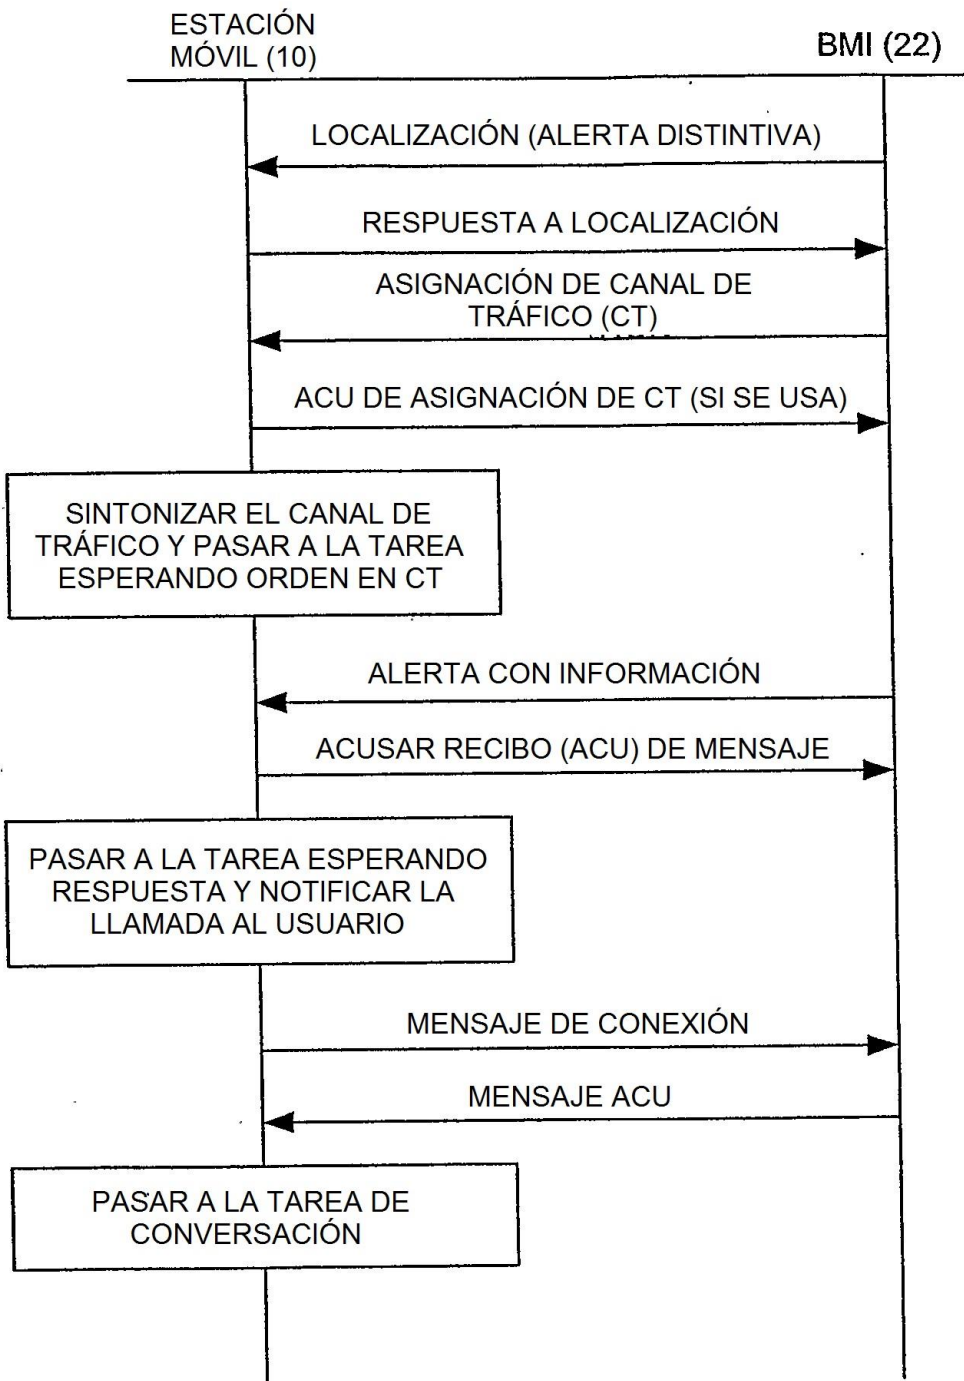 ESTACIÓN
MÓVIL (10)
BMI (22)
LOCALIZACIÓN (ALERTA DISTINTIVA)
RESPUESTA A LOCALIZACIÓN
ASIGNACIÓN DE CANAL DE
TRÁFICO (CT)
ACU DE ASIGNACIÓN DE CT (SI SE USA)
SINTONIZAR EL CANAL DE
TRÁFICO Y PASAR A LA TAREA
ESPERANDO ORDEN EN CT
ALERTA CON INFORMACIÓN
ACUSAR RECIBO (ACU) DE MENSAJE
PASAR A LA TAREA ESPERANDO
RESPUESTA Y NOTIFICAR LA
LLAMADA AL USUARIO
MENSAJE DE CONEXIÓN
MENSAJE ACU
PASAR A LA TAREA DE
CONVERSACIÓN